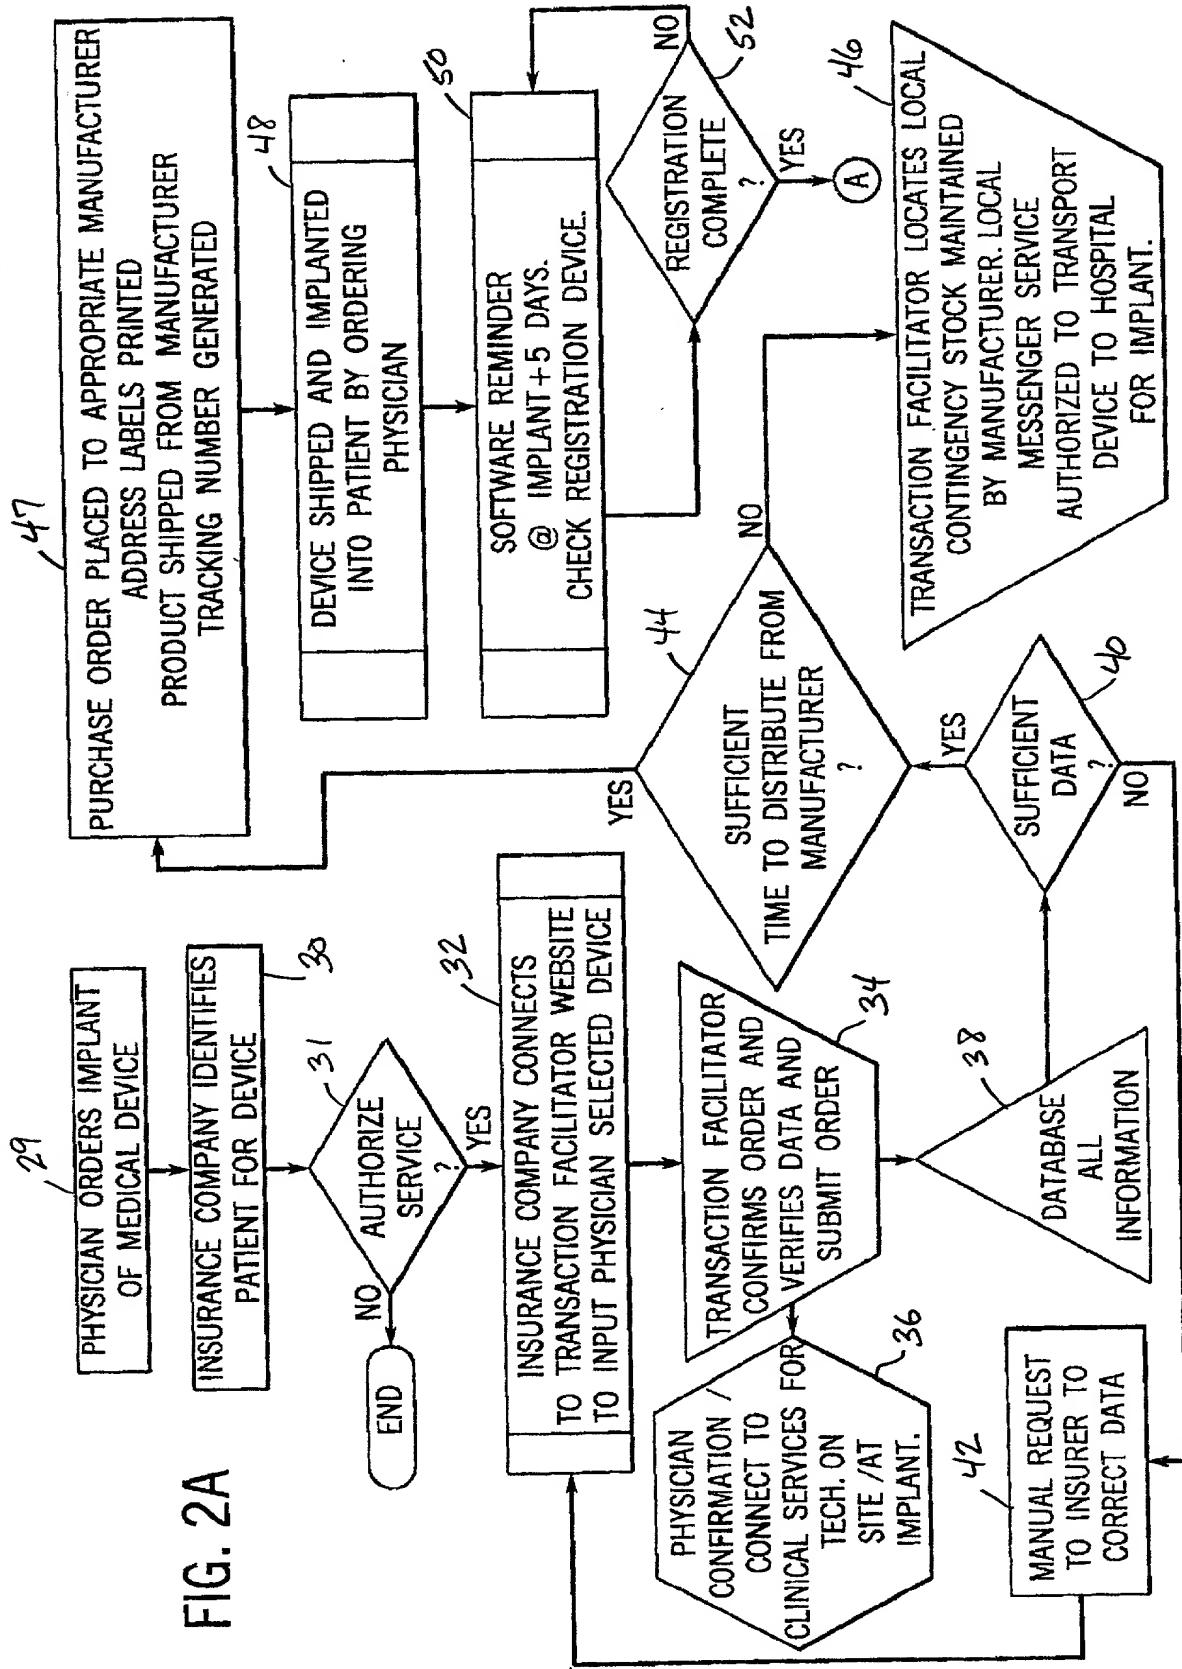 FIG. 2A
29
PHYSICIAN ORDERS IMPLANT
OF MEDICAL DEVICE
30
INSURANCE COMPANY IDENTIFIES
PATIENT FOR DEVICE
31
AUTHORIZE
SERVICE
?
NO
END
YES
32
INSURANCE COMPANY CONNECTS
TO TRANSACTION FACILITATOR WEBSITE
TO INPUT PHYSICIAN SELECTED DEVICE
34
TRANSACTION FACILITATOR
CONFIRMS ORDER AND
VERIFIES DATA AND
SUBMIT ORDER
36
PHYSICIAN
CONFIRMATION /
CONNECT TO
CLINICAL SERVICES FOR
TECH. ON
SITE /AT
IMPLANT.
38
DATABASE
ALL
INFORMATION
40
SUFFICIENT
DATA
?
YES
NO
42
MANUAL REQUEST
TO INSURER TO
CORRECT DATA
44
SUFFICIENT
TIME TO DISTRIBUTE FROM
MANUFACTURER
?
YES
NO
46
TRANSACTION FACILITATOR LOCATES LOCAL
CONTINGENCY STOCK MAINTAINED
BY MANUFACTURER. LOCAL
MESSENGER SERVICE
AUTHORIZED TO TRANSPORT
DEVICE TO HOSPITAL
FOR IMPLANT.
47
PURCHASE ORDER PLACED TO APPROPRIATE MANUFACTURER
ADDRESS LABELS PRINTED
PRODUCT SHIPPED FROM MANUFACTURER
TRACKING NUMBER GENERATED
48
DEVICE SHIPPED AND IMPLANTED
INTO PATIENT BY ORDERING
PHYSICIAN
50
SOFTWARE REMINDER
@ IMPLANT+5 DAYS.
CHECK REGISTRATION DEVICE.
52
REGISTRATION
COMPLETE
?
NO
YES
A